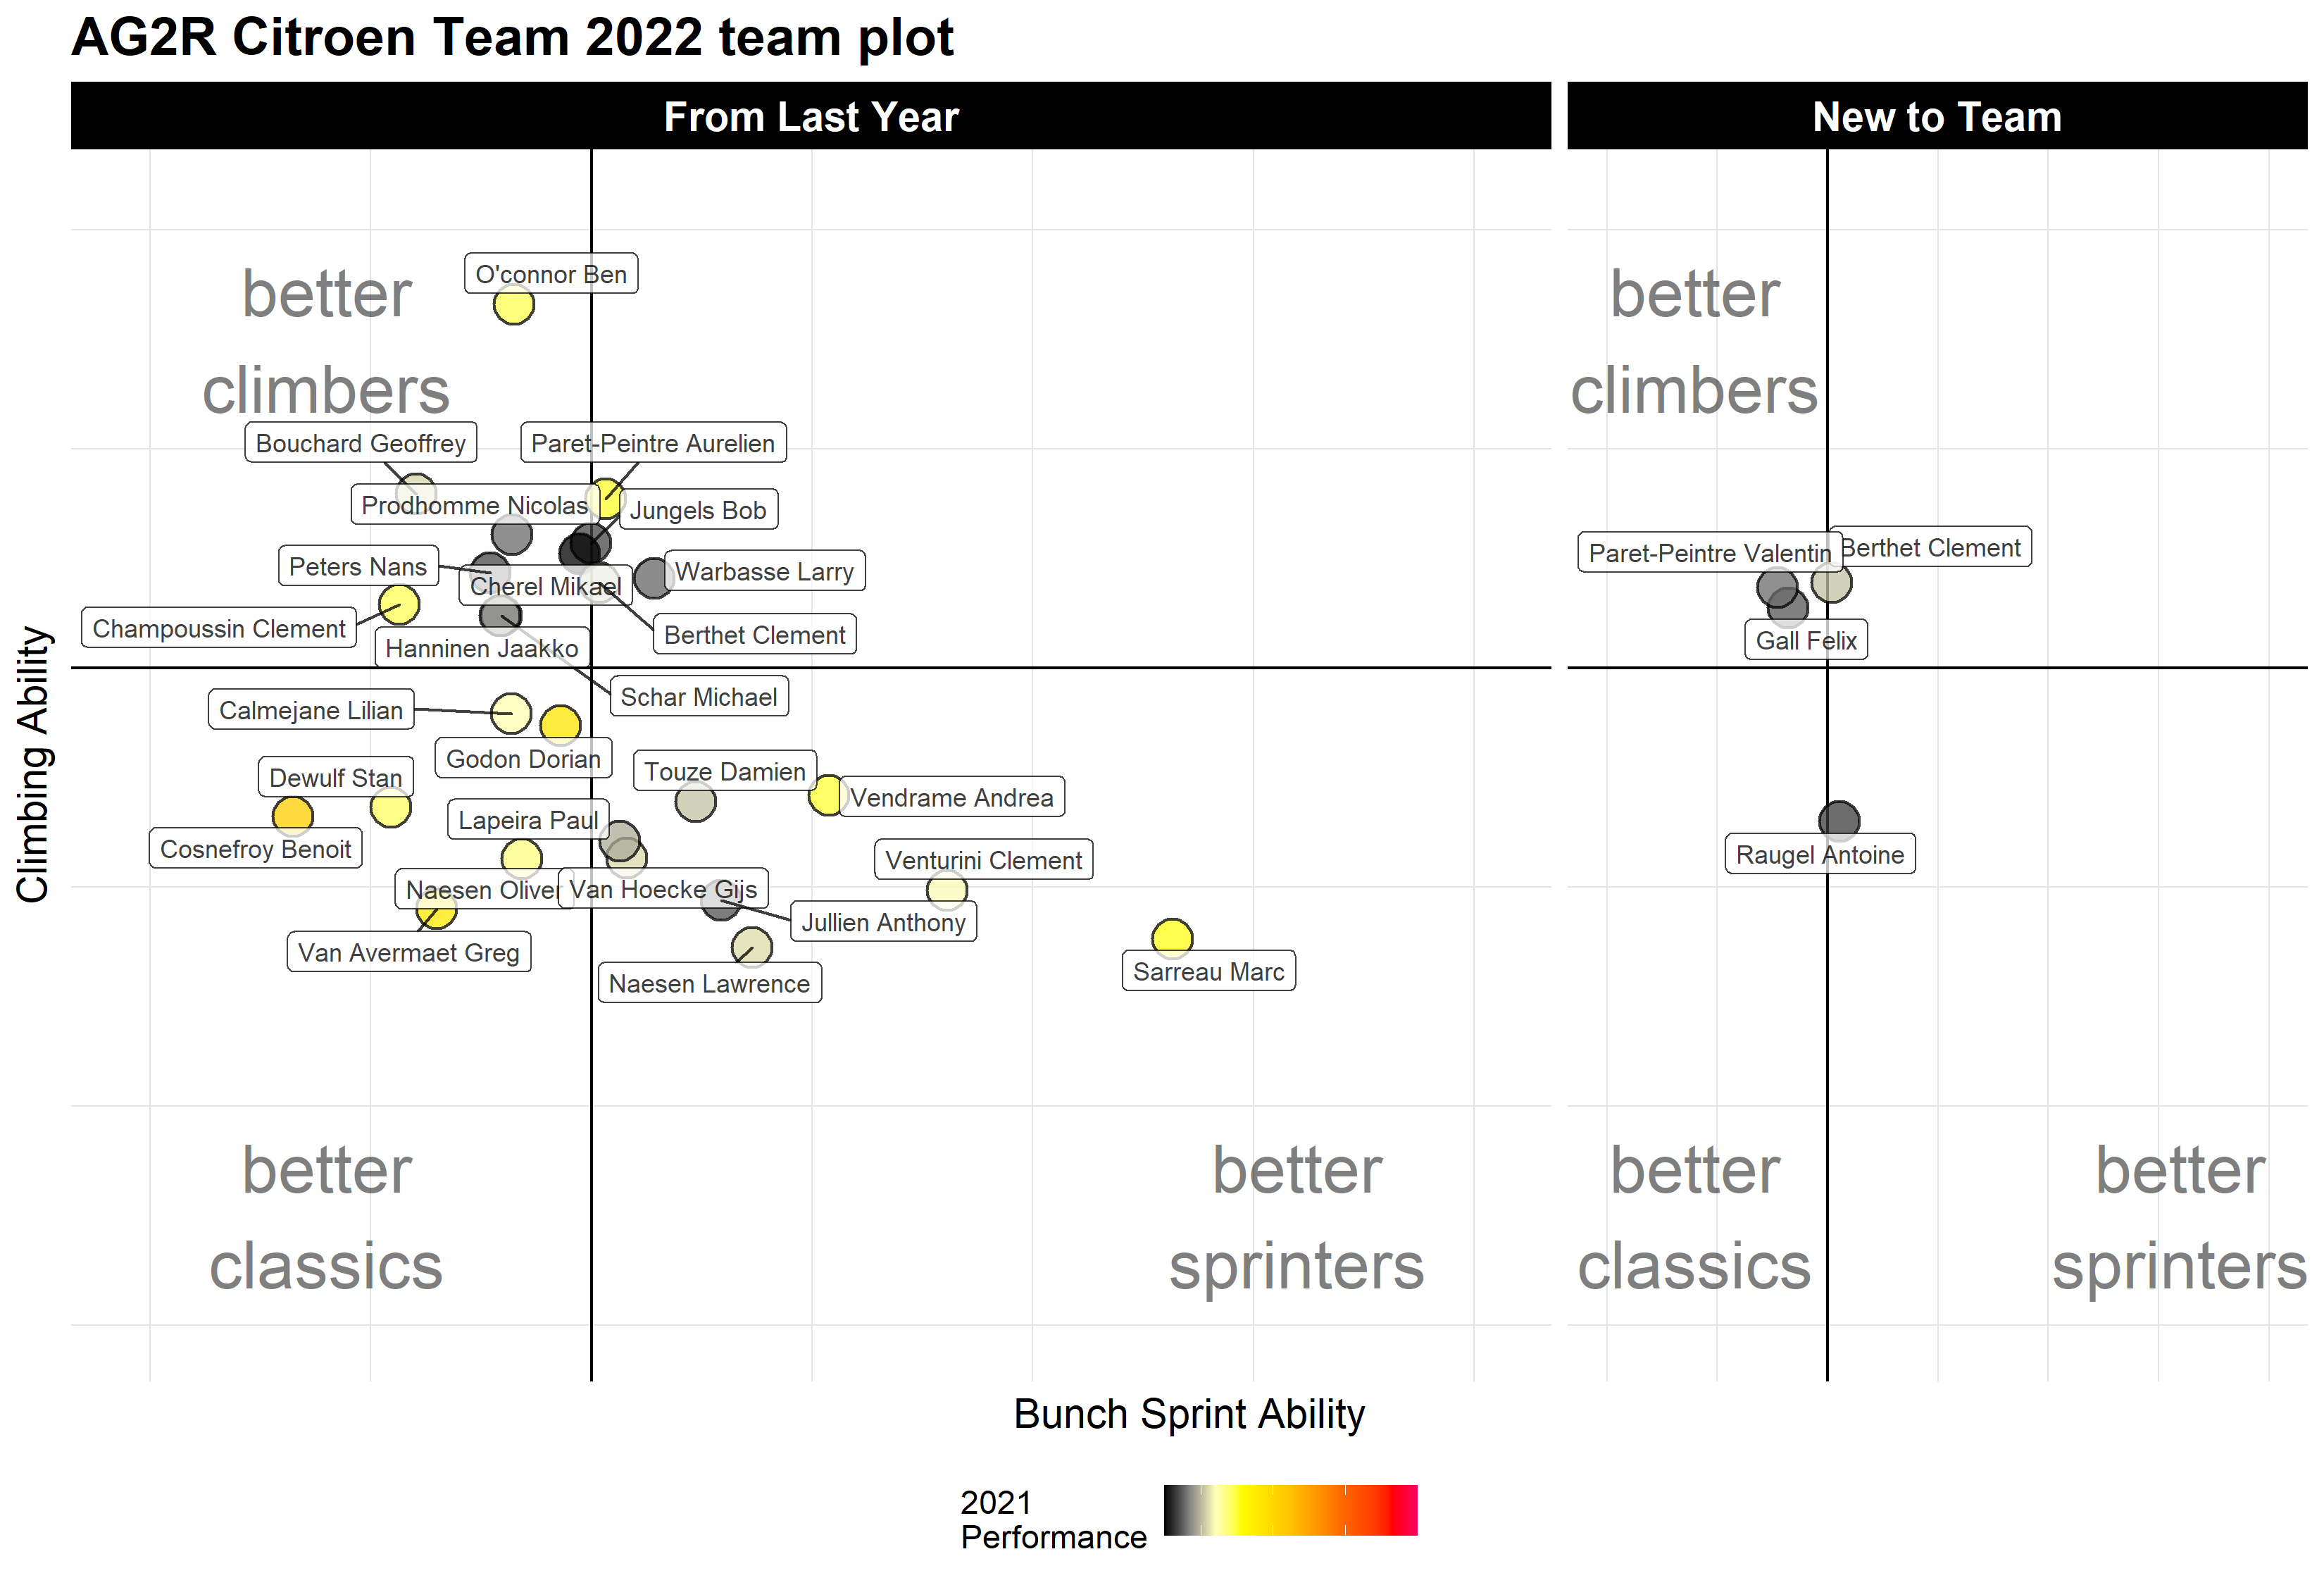 AG2R Citroen Team 2022 team plot
From Last Year
New to Team
better
climbers
better
climbers
O'connor Ben
Bouchard Geoffrey
Paret-Peintre Aurelien
Prodhomme Nicolas
Jungels Bob
Peters Nans
Cherel Mikael
Warbasse Larry
Champoussin Clement
Hanninen Jaakko
Berthet Clement
Schar Michael
Calmejane Lilian
Godon Dorian
Dewulf Stan
Touze Damien
Vendrame Andrea
Cosnefroy Benoit
Lapeira Paul
Venturini Clement
Naesen Oliver
Van Hoecke Gijs
Jullien Anthony
Van Avermaet Greg
Naesen Lawrence
Sarreau Marc
Paret-Peintre Valentin
Berthet Clement
Gall Felix
Raugel Antoine
better
classics
better
sprinters
better
classics
better
sprinters
Climbing Ability
Bunch Sprint Ability
2021
Performance